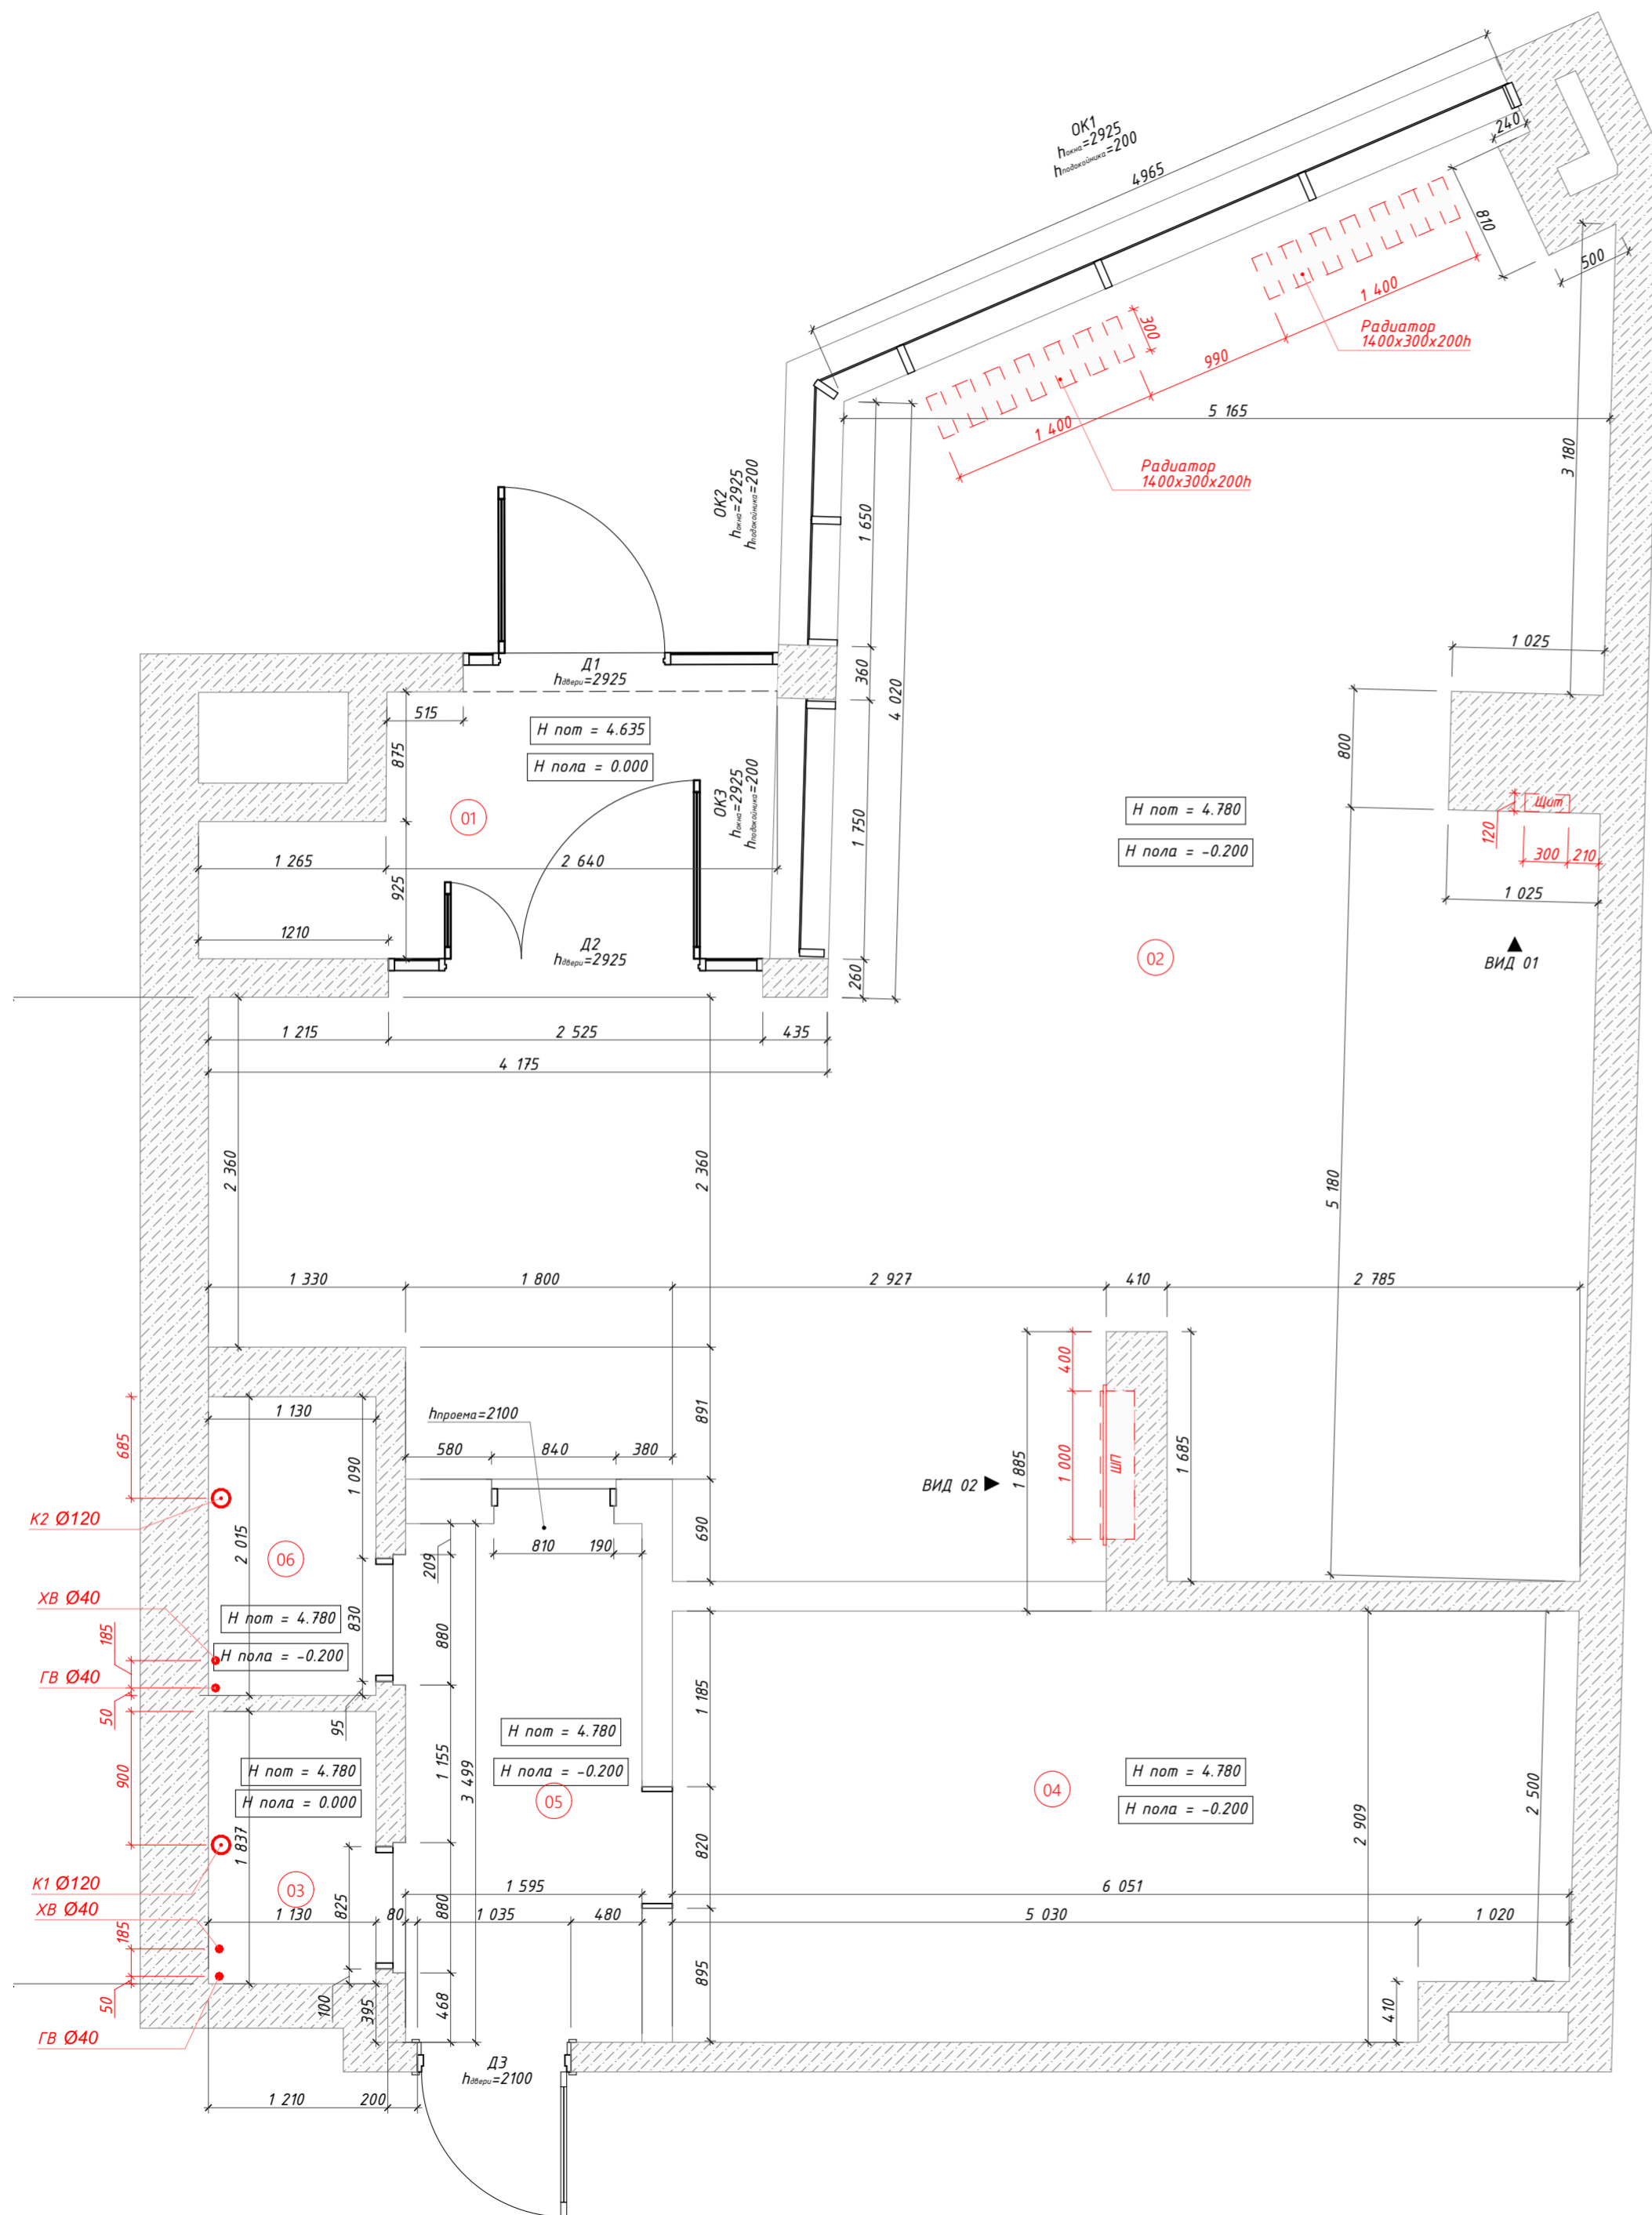 ОК1
hокна=2925
hподоконника=200
4965
240
810
500
1 400
Радиатор
1400х300х200h
990
300
1 400
5 165
Радиатор
1400х300х200h
3 180
ОК2
hокна=2925
hподоконника=200
1 650
360
4 020
1 025
Д1
hдвери=2925
515
875
Н пот = 4.635
Н пола = 0.000
01
ОК3
hокна=2925
hподоконника=200
1 750
800
Щит
120
300
210
Н пот = 4.780
Н пола = -0.200
1 265
2 640
925
1 025
1210
Д2
hдвери=2925
260
02
ВИД 01
1 215
2 525
435
4 175
2 360
2 360
5 180
1 330
1 800
2 927
410
2 785
400
1 130
hпроема=2100
891
685
580
840
380
1 090
1 885
1 000
ШП
1 685
ВИД 02
К2 Ø120
2 015
06
209
810
190
690
ХВ Ø40
Н пот = 4.780
830
880
185
Н пола = -0.200
ГВ Ø40
50
95
1 185
Н пот = 4.780
Н пола = -0.200
05
1 155
3 499
900
Н пот = 4.780
Н пола = 0.000
1 837
04
Н пот = 4.780
Н пола = -0.200
2 909
2 500
820
К1 Ø120
03
825
1 595
6 051
ХВ Ø40
1 130
80
880
1 035
480
5 030
1 020
185
50
100
395
468
895
410
ГВ Ø40
Д3
hдвери=2100
1 210
200